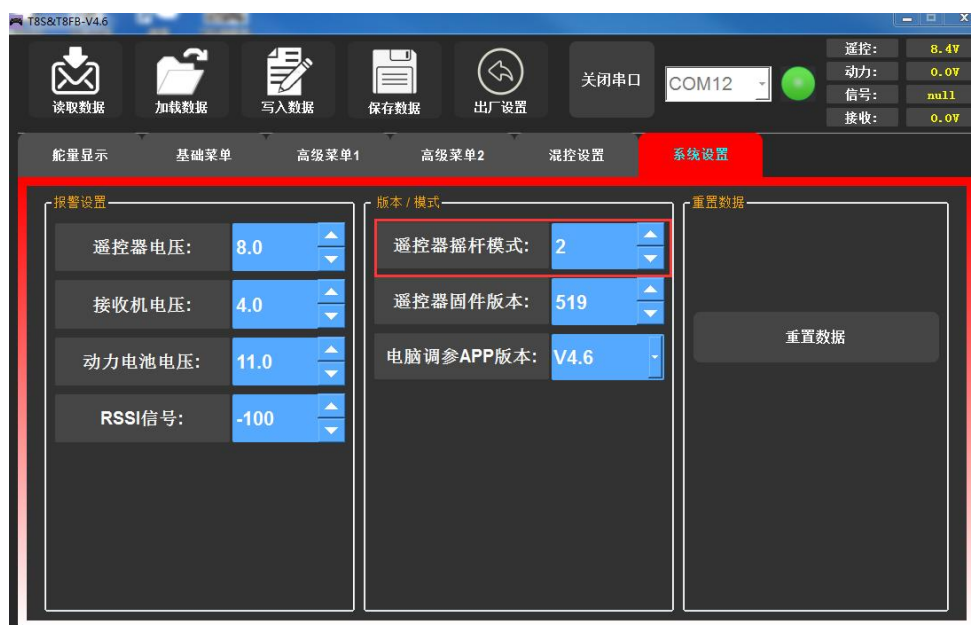 T8S&T8FB-V4.6
读取数据 加载数据 写入数据 保存数据 出厂设置 关闭串口 COM12
遥控: 8.4V
动力: 0.0V
信号: null
接收: 0.0V
舵量显示 基础菜单 高级菜单1 高级菜单2 混控设置 系统设置
报警设置
遥控器电压: 8.0
接收机电压: 4.0
动力电池电压: 11.0
RSSI信号: -100
版本 / 模式
遥控器摇杆模式: 2
遥控器固件版本: 519
电脑调参APP版本: V4.6
重置数据
重置数据